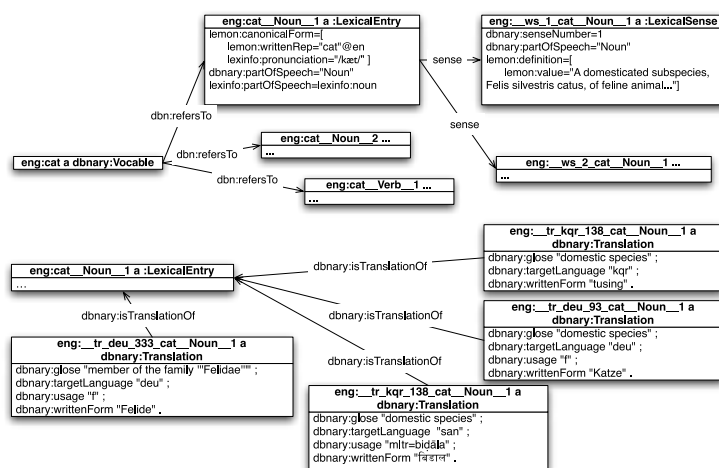 eng:cat__Noun__1 a :LexicalEntry
lemon:canonicalForm=[
lemon:writtenRep="cat"@en
lexinfo:pronunciation="/kæt/" ]
dbnary:partOfSpeech="Noun"
lexinfo:partOfSpeech=lexinfo:noun
sense
eng:__ws_1_cat__Noun__1 a :LexicalSense
dbnary:senseNumber=1
dbnary:partOfSpeech="Noun"
lemon:definition=[
lemon:value="A domesticated subspecies,
Felis silvestris catus, of feline animal..."]
dbn:refersTo
sense
eng:cat a dbnary:Vocable
dbn:refersTo
eng:cat__Noun__2 ...
...
eng:__ws_2_cat__Noun__1 ...
...
dbn:refersTo
eng:cat__Verb__1 ...
...
eng:cat__Noun__1 a :LexicalEntry
...
dbnary:isTranslationOf
eng:__tr_kqr_138_cat__Noun__1 a
dbnary:Translation
dbnary:glose "domestic species" ;
dbnary:targetLanguage "kqr" ;
dbnary:writtenForm "tusing" .
dbnary:isTranslationOf
dbnary:isTranslationOf
eng:__tr_deu_93_cat__Noun__1 a
dbnary:Translation
dbnary:glose "domestic species" ;
dbnary:targetLanguage "deu" ;
dbnary:usage "f" ;
dbnary:writtenForm "Katze" .
eng:__tr_deu_333_cat__Noun__1 a
dbnary:Translation
dbnary:glose "member of the family '''Felidae'''" ;
dbnary:targetLanguage "deu" ;
dbnary:usage "f" ;
dbnary:writtenForm "Felide" .
dbnary:isTranslationOf
eng:__tr_kqr_138_cat__Noun__1 a
dbnary:Translation
dbnary:glose "domestic species" ;
dbnary:targetLanguage "san" ;
dbnary:usage "mltr=biḍāla" ;
dbnary:writtenForm "बिडाल" .